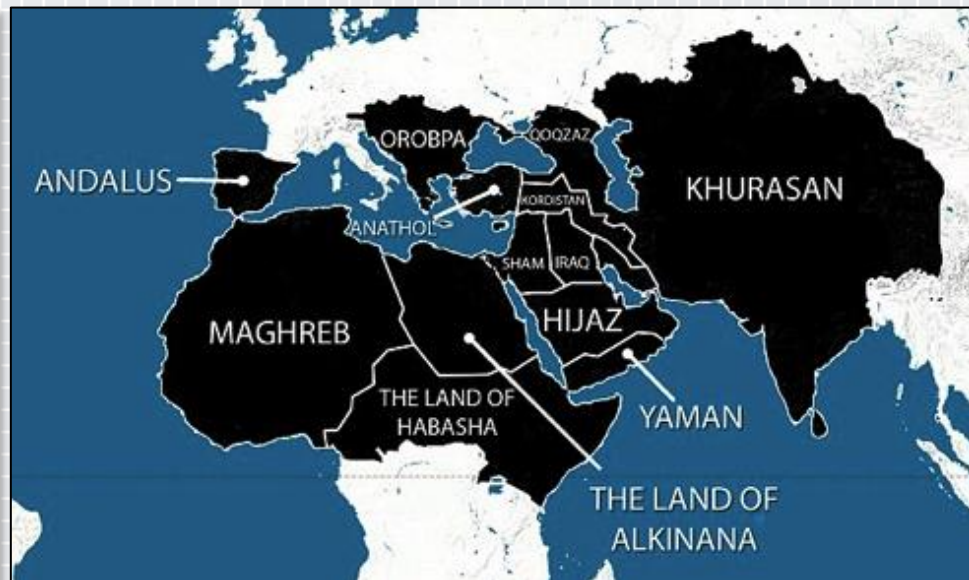 OROBPA
QOQZAZ
ANDALUS
KHURASAN
ANATHOL
KORDISTAN
SHAM
IRAQ
MAGHREB
HIJAZ
THE LAND OF
HABASHA
YAMAN
THE LAND OF
ALKINANA